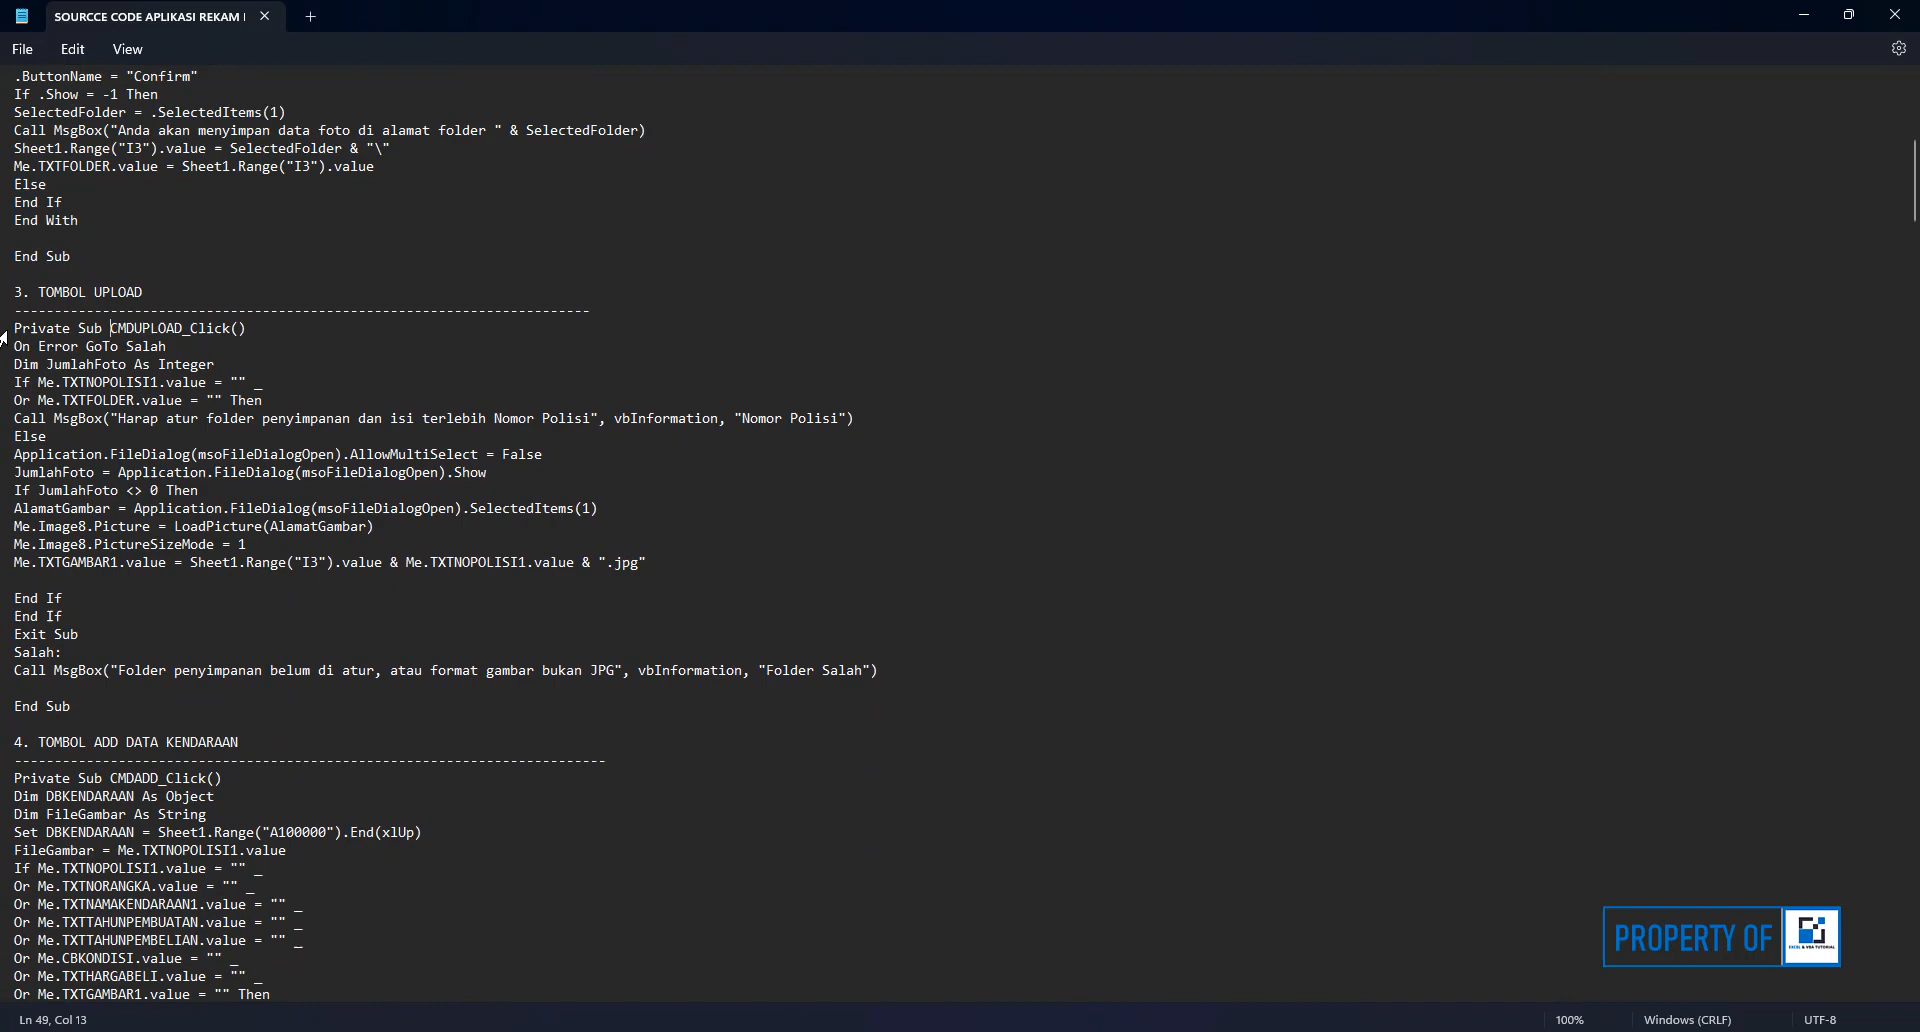 SOURCCE CODE APLIKASI REKAM I
File Edit View
.ButtonName = "Confirm"
If .Show = -1 Then
SelectedFolder = .SelectedItems(1)
Call MsgBox("Anda akan menyimpan data foto di alamat folder " & SelectedFolder)
Sheet1.Range("I3").value = SelectedFolder & "\"
Me.TXTFOLDER.value = Sheet1.Range("I3").value
Else
End If
End With
End Sub
3. TOMBOL UPLOAD
------------------------------------------------------------------------
Private Sub CMDUPLOAD_Click()
On Error GoTo Salah
Dim JumlahFoto As Integer
If Me.TXTNOPOLISI1.value = "" _
Or Me.TXTFOLDER.value = "" Then
Call MsgBox("Harap atur folder penyimpanan dan isi terlebih Nomor Polisi", vbInformation, "Nomor Polisi")
Else
Application.FileDialog(msoFileDialogOpen).AllowMultiSelect = False
JumlahFoto = Application.FileDialog(msoFileDialogOpen).Show
If JumlahFoto <> 0 Then
AlamatGambar = Application.FileDialog(msoFileDialogOpen).SelectedItems(1)
Me.Image8.Picture = LoadPicture(AlamatGambar)
Me.Image8.PictureSizeMode = 1
Me.TXTGAMBAR1.value = Sheet1.Range("I3").value & Me.TXTNOPOLISI1.value & ".jpg"
End If
End If
Exit Sub
Salah:
Call MsgBox("Folder penyimpanan belum di atur, atau format gambar bukan JPG", vbInformation, "Folder Salah")
End Sub
4. TOMBOL ADD DATA KENDARAAN
--------------------------------------------------------------------------
Private Sub CMDADD_Click()
Dim DBKENDARAAN As Object
Dim FileGambar As String
Set DBKENDARAAN = Sheet1.Range("A100000").End(xlUp)
FileGambar = Me.TXTNOPOLISI1.value
If Me.TXTNOPOLISI1.value = "" _
Or Me.TXTNORANGKA.value = "" _
Or Me.TXTNAMAKENDARAAN1.value = "" _
Or Me.TXTTAHUNPEMBUATAN.value = "" _
Or Me.TXTTAHUNPEMBELIAN.value = "" _
Or Me.CBKONDISI.value = "" _
Or Me.TXTHARGABELI.value = "" _
Or Me.TXTGAMBAR1.value = "" Then
PROPERTY OF
EXCEL & VBA TUTORIAL
Ln 49, Col 13
100%
Windows (CRLF)
UTF-8